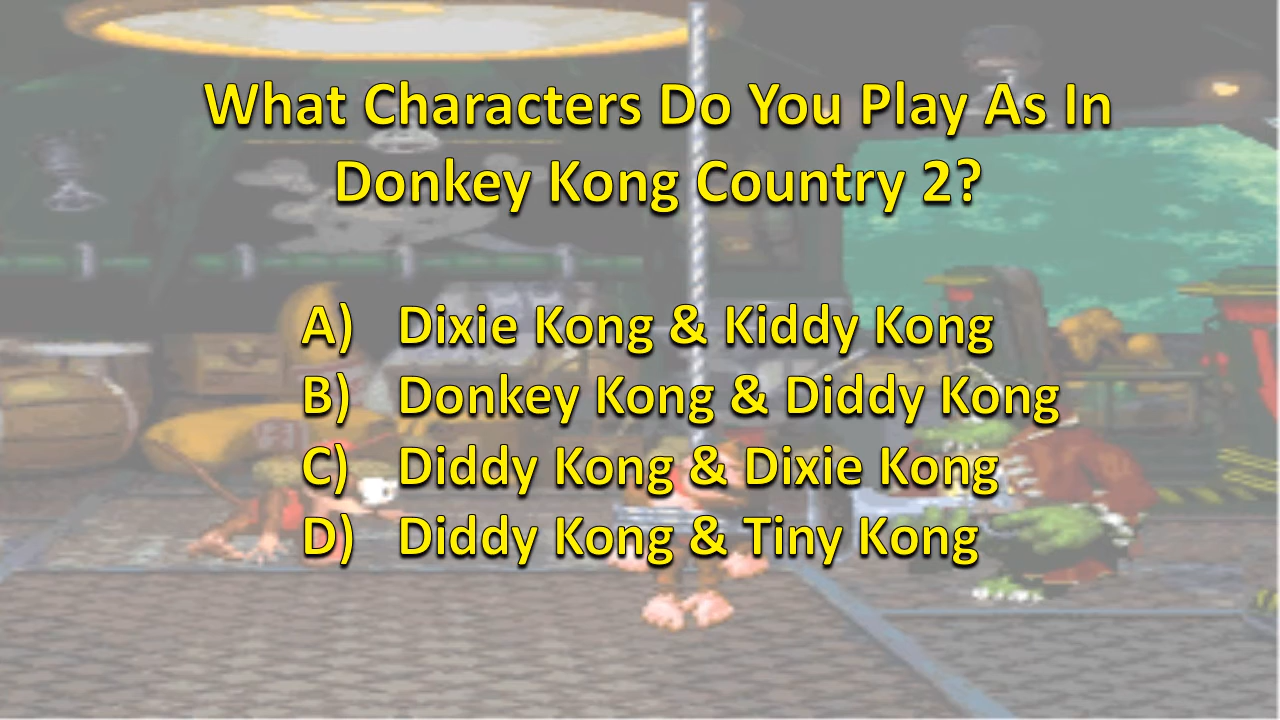 What Characters Do You Play As In
Donkey Kong Country 2?
A) Dixie Kong & Kiddy Kong
B) Donkey Kong & Diddy Kong
C) Diddy Kong & Dixie Kong
D) Diddy Kong & Tiny Kong